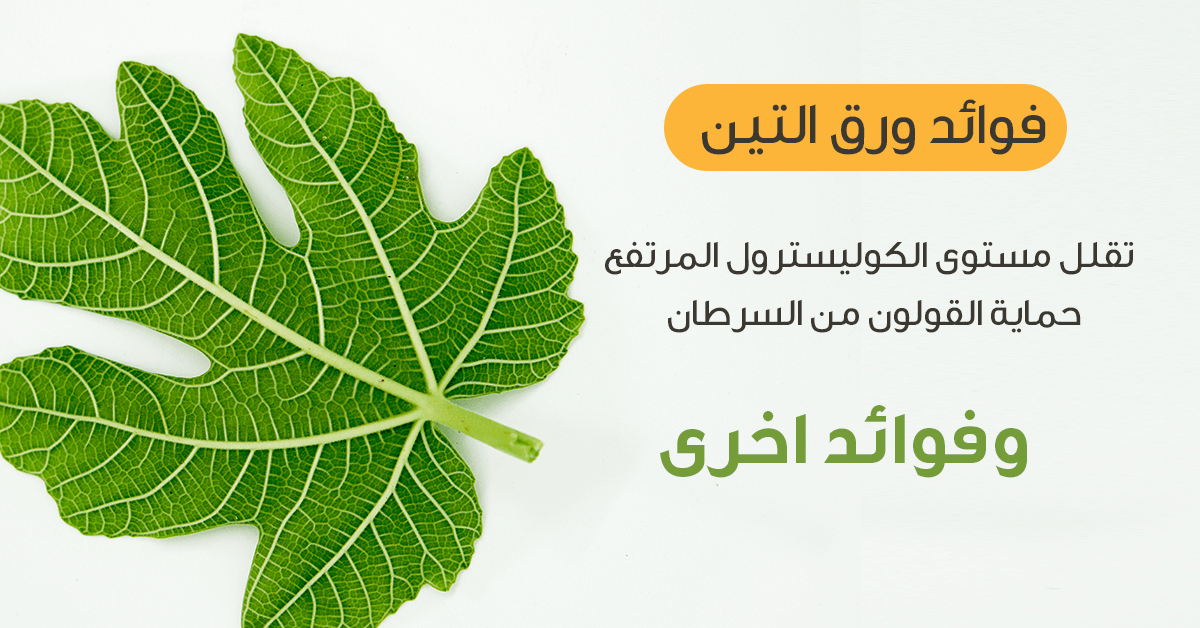 فوائد ورق التين
تقلل مستوى الكوليسترول المرتفع
حماية القولون من السرطان
وفوائد اخرى